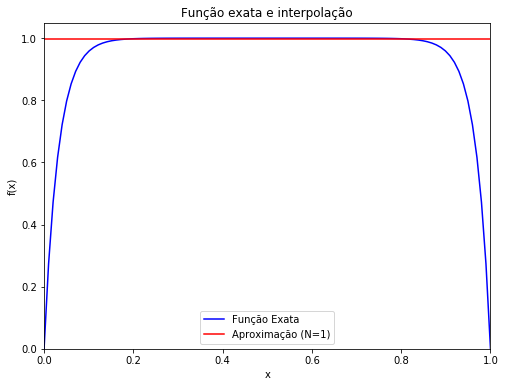 Função exata e interpolação
1.0
0.8
0.6
0.4
0.2
0.0
f(x)
Função Exata
Aproximação (N=1)
0.0 0.2 0.4 0.6 0.8 1.0
x